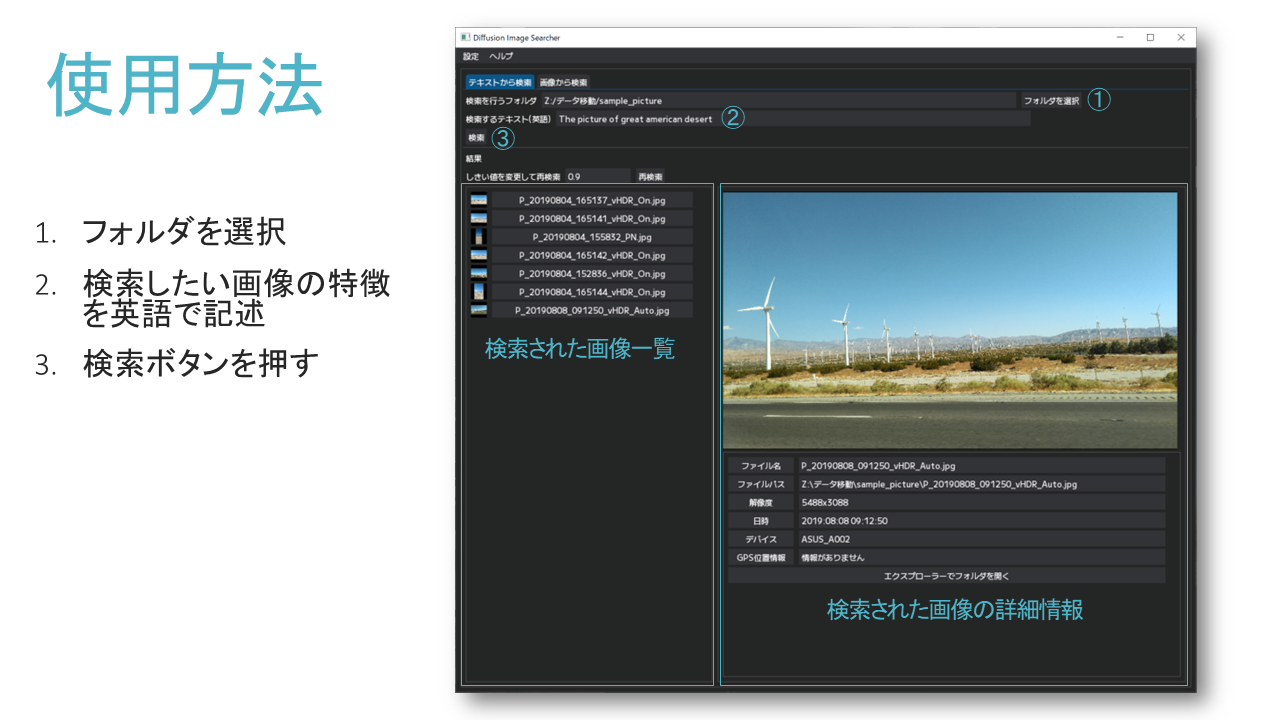 使用方法
1. フォルダを選択
2. 検索したい画像の特徴
を英語で記述
3. 検索ボタンを押す
Diffusion Image Searcher
設定 ヘルプ
テキストから検索 画像から検索
検索を行うフォルダ Z:/データ移動/sample_picture フォルダを選択 ①
検索するテキスト(英語) The picture of great american desert ②
検索 ③
結果
しきい値を変更して再検索 0.9 再検索
P_20190804_165137_vHDR_On.jpg
P_20190804_165141_vHDR_On.jpg
P_20190804_155832_PN.jpg
P_20190804_165142_vHDR_On.jpg
P_20190804_152836_vHDR_On.jpg
P_20190804_165144_vHDR_On.jpg
P_20190808_091250_vHDR_Auto.jpg
検索された画像一覧
ファイル名 P_20190808_091250_vHDR_Auto.jpg
ファイルパス Z:\データ移動\sample_picture\P_20190808_091250_vHDR_Auto.jpg
解像度 5488x3088
日時 2019:08:08 09:12:50
デバイス ASUS_A002
GPS位置情報 情報がありません
エクスプローラーでフォルダを開く
検索された画像の詳細情報